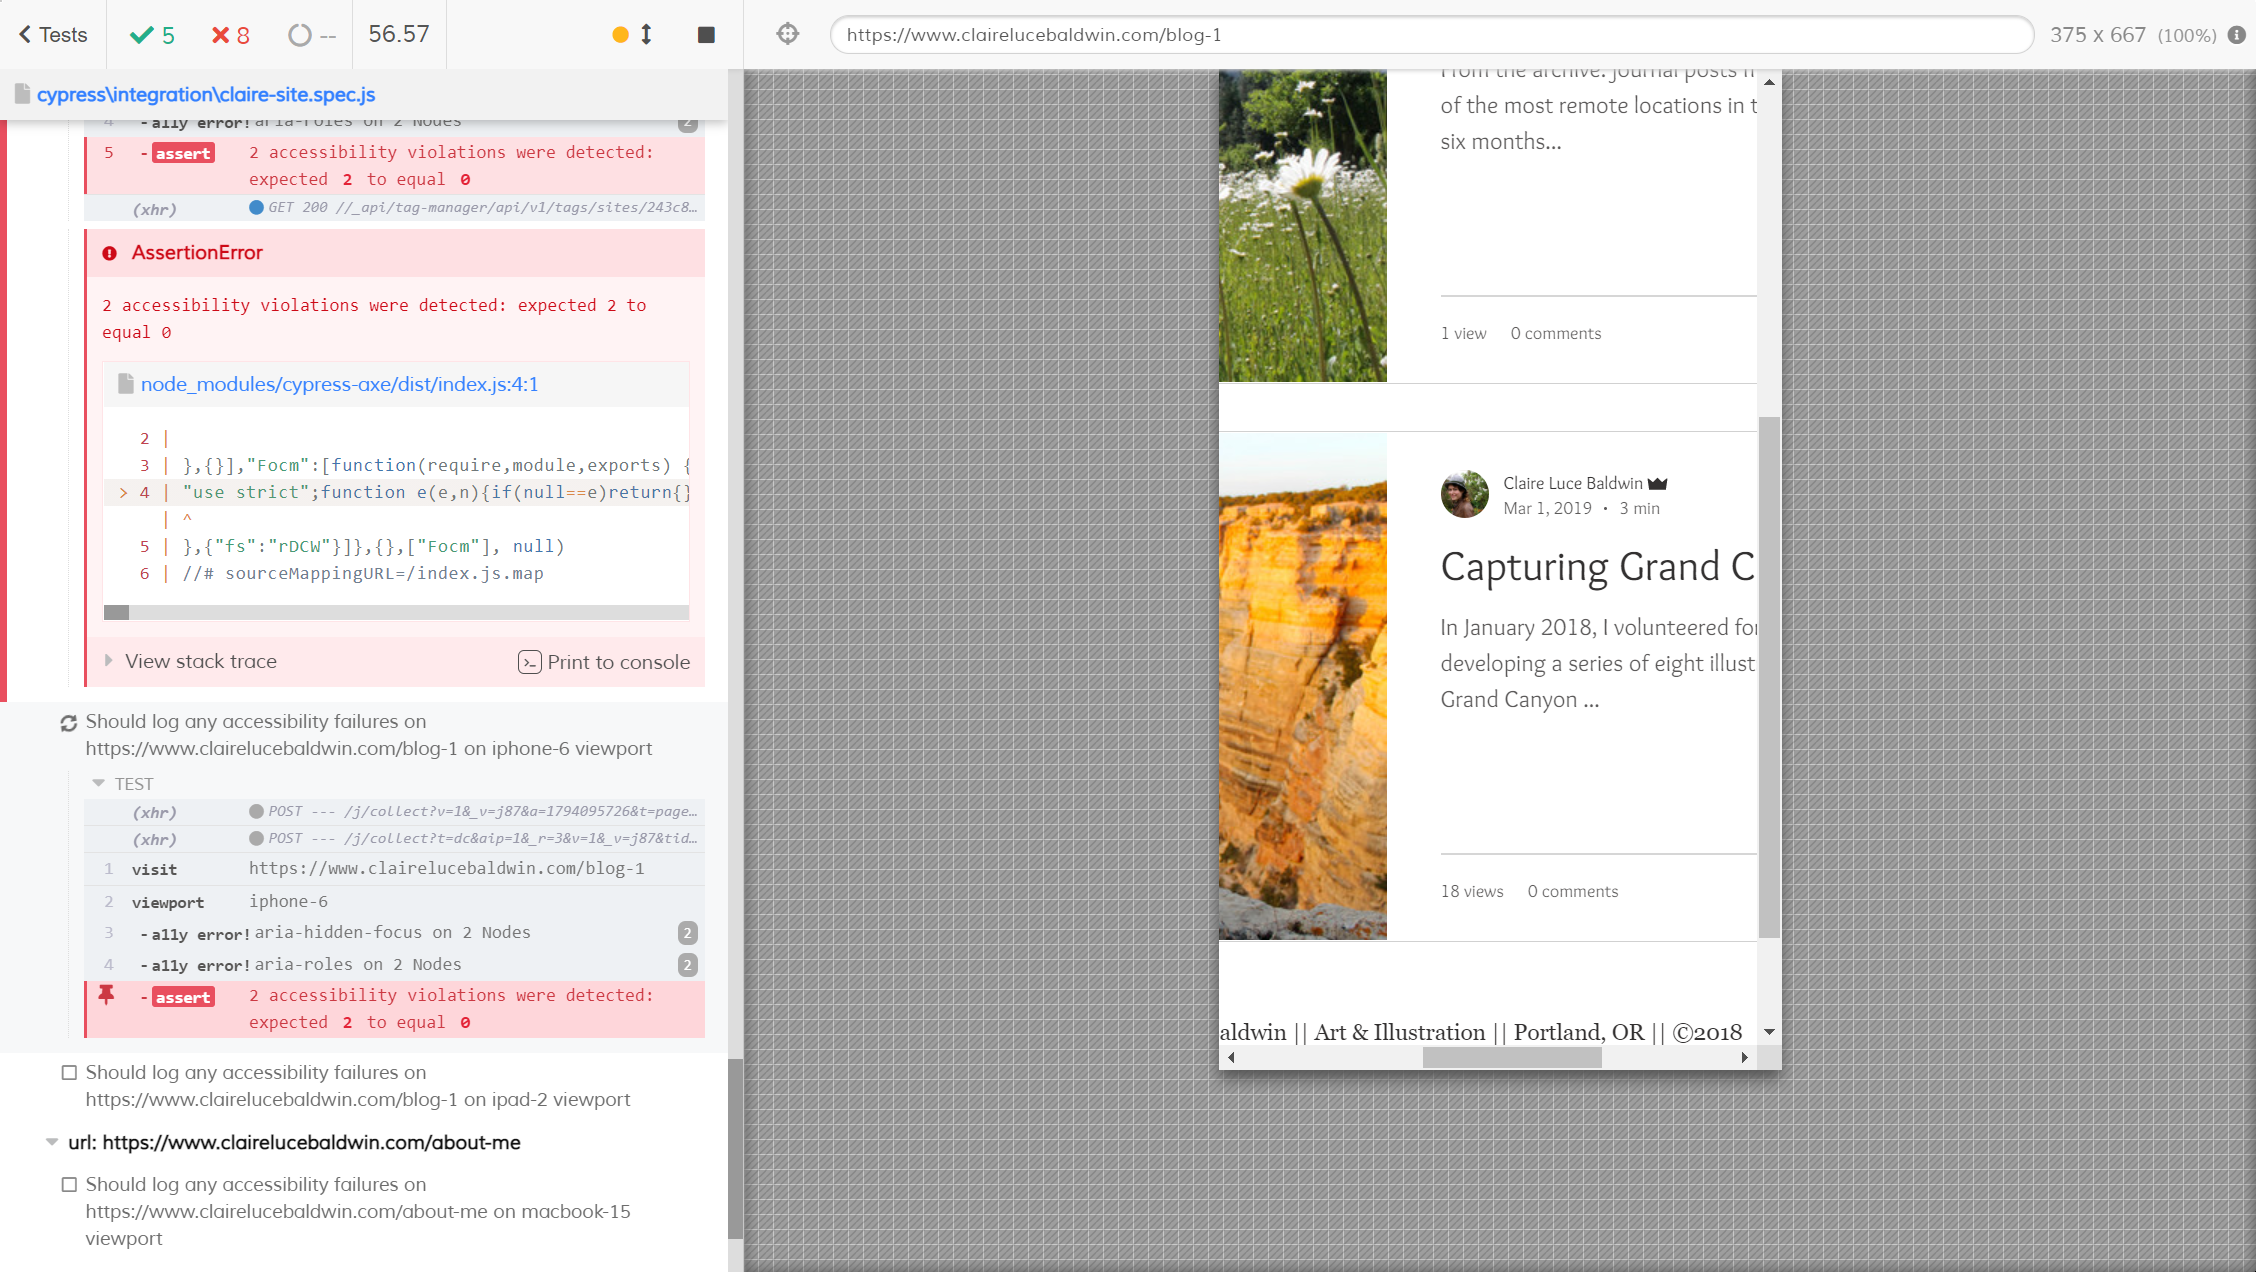 Tests
5
8
--
56.57
cypress\integration\claire-site.spec.js
4 -a11y error! aria-roles on 2 Nodes 2
5 -assert 2 accessibility violations were detected:
expected 2 to equal 0
(xhr) GET 200 //_api/tag-manager/api/v1/tags/sites/243c8…
AssertionError
2 accessibility violations were detected: expected 2 to
equal 0
node_modules/cypress-axe/dist/index.js:4:1
2 |
3 | },{}],"Focm":[function(require,module,exports) {
> 4 | "use strict";function e(e,n){if(null==e)return{}
| ^
5 | },{"fs":"rDCW"}]},{},["Focm"], null)
6 | //# sourceMappingURL=/index.js.map
View stack trace
Print to console
Should log any accessibility failures on
https://www.clairelucebaldwin.com/blog-1 on iphone-6 viewport
TEST
(xhr) POST --- /j/collect?v=1&_v=j87&a=1794095726&t=page…
(xhr) POST --- /j/collect?t=dc&aip=1&_r=3&v=1&_v=j87&tid…
1 visit https://www.clairelucebaldwin.com/blog-1
2 viewport iphone-6
3 -a11y error! aria-hidden-focus on 2 Nodes 2
4 -a11y error! aria-roles on 2 Nodes 2
-assert 2 accessibility violations were detected:
expected 2 to equal 0
Should log any accessibility failures on
https://www.clairelucebaldwin.com/blog-1 on ipad-2 viewport
url: https://www.clairelucebaldwin.com/about-me
Should log any accessibility failures on
https://www.clairelucebaldwin.com/about-me on macbook-15
viewport
https://www.clairelucebaldwin.com/blog-1
375 x 667 (100%)
From the archive: journal posts
of the most remote locations in t
six months...
1 view 0 comments
Claire Luce Baldwin
Mar 1, 2019 · 3 min
Capturing Grand C
In January 2018, I volunteered for
developing a series of eight illust
Grand Canyon ...
18 views 0 comments
aldwin || Art & Illustration || Portland, OR || ©2018